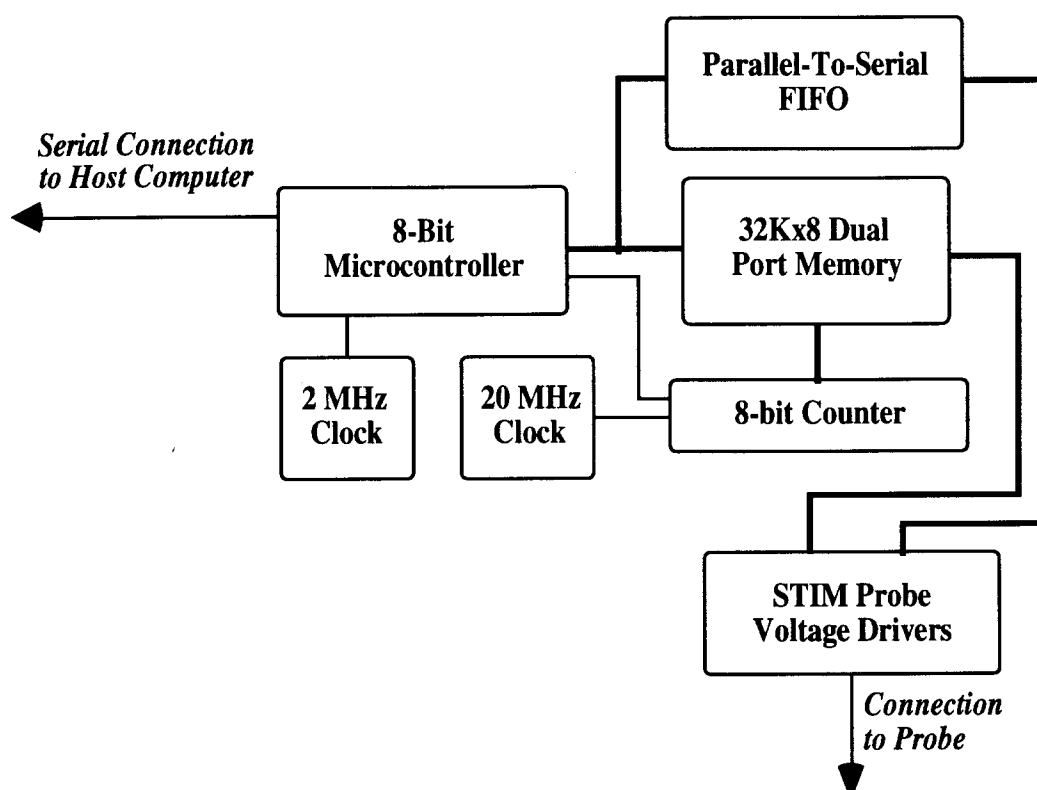 Parallel-To-Serial
FIFO
Serial Connection
to Host Computer
8-Bit
Microcontroller
32Kx8 Dual
Port Memory
2 MHz
Clock
20 MHz
Clock
8-bit Counter
STIM Probe
Voltage Drivers
Connection
to Probe